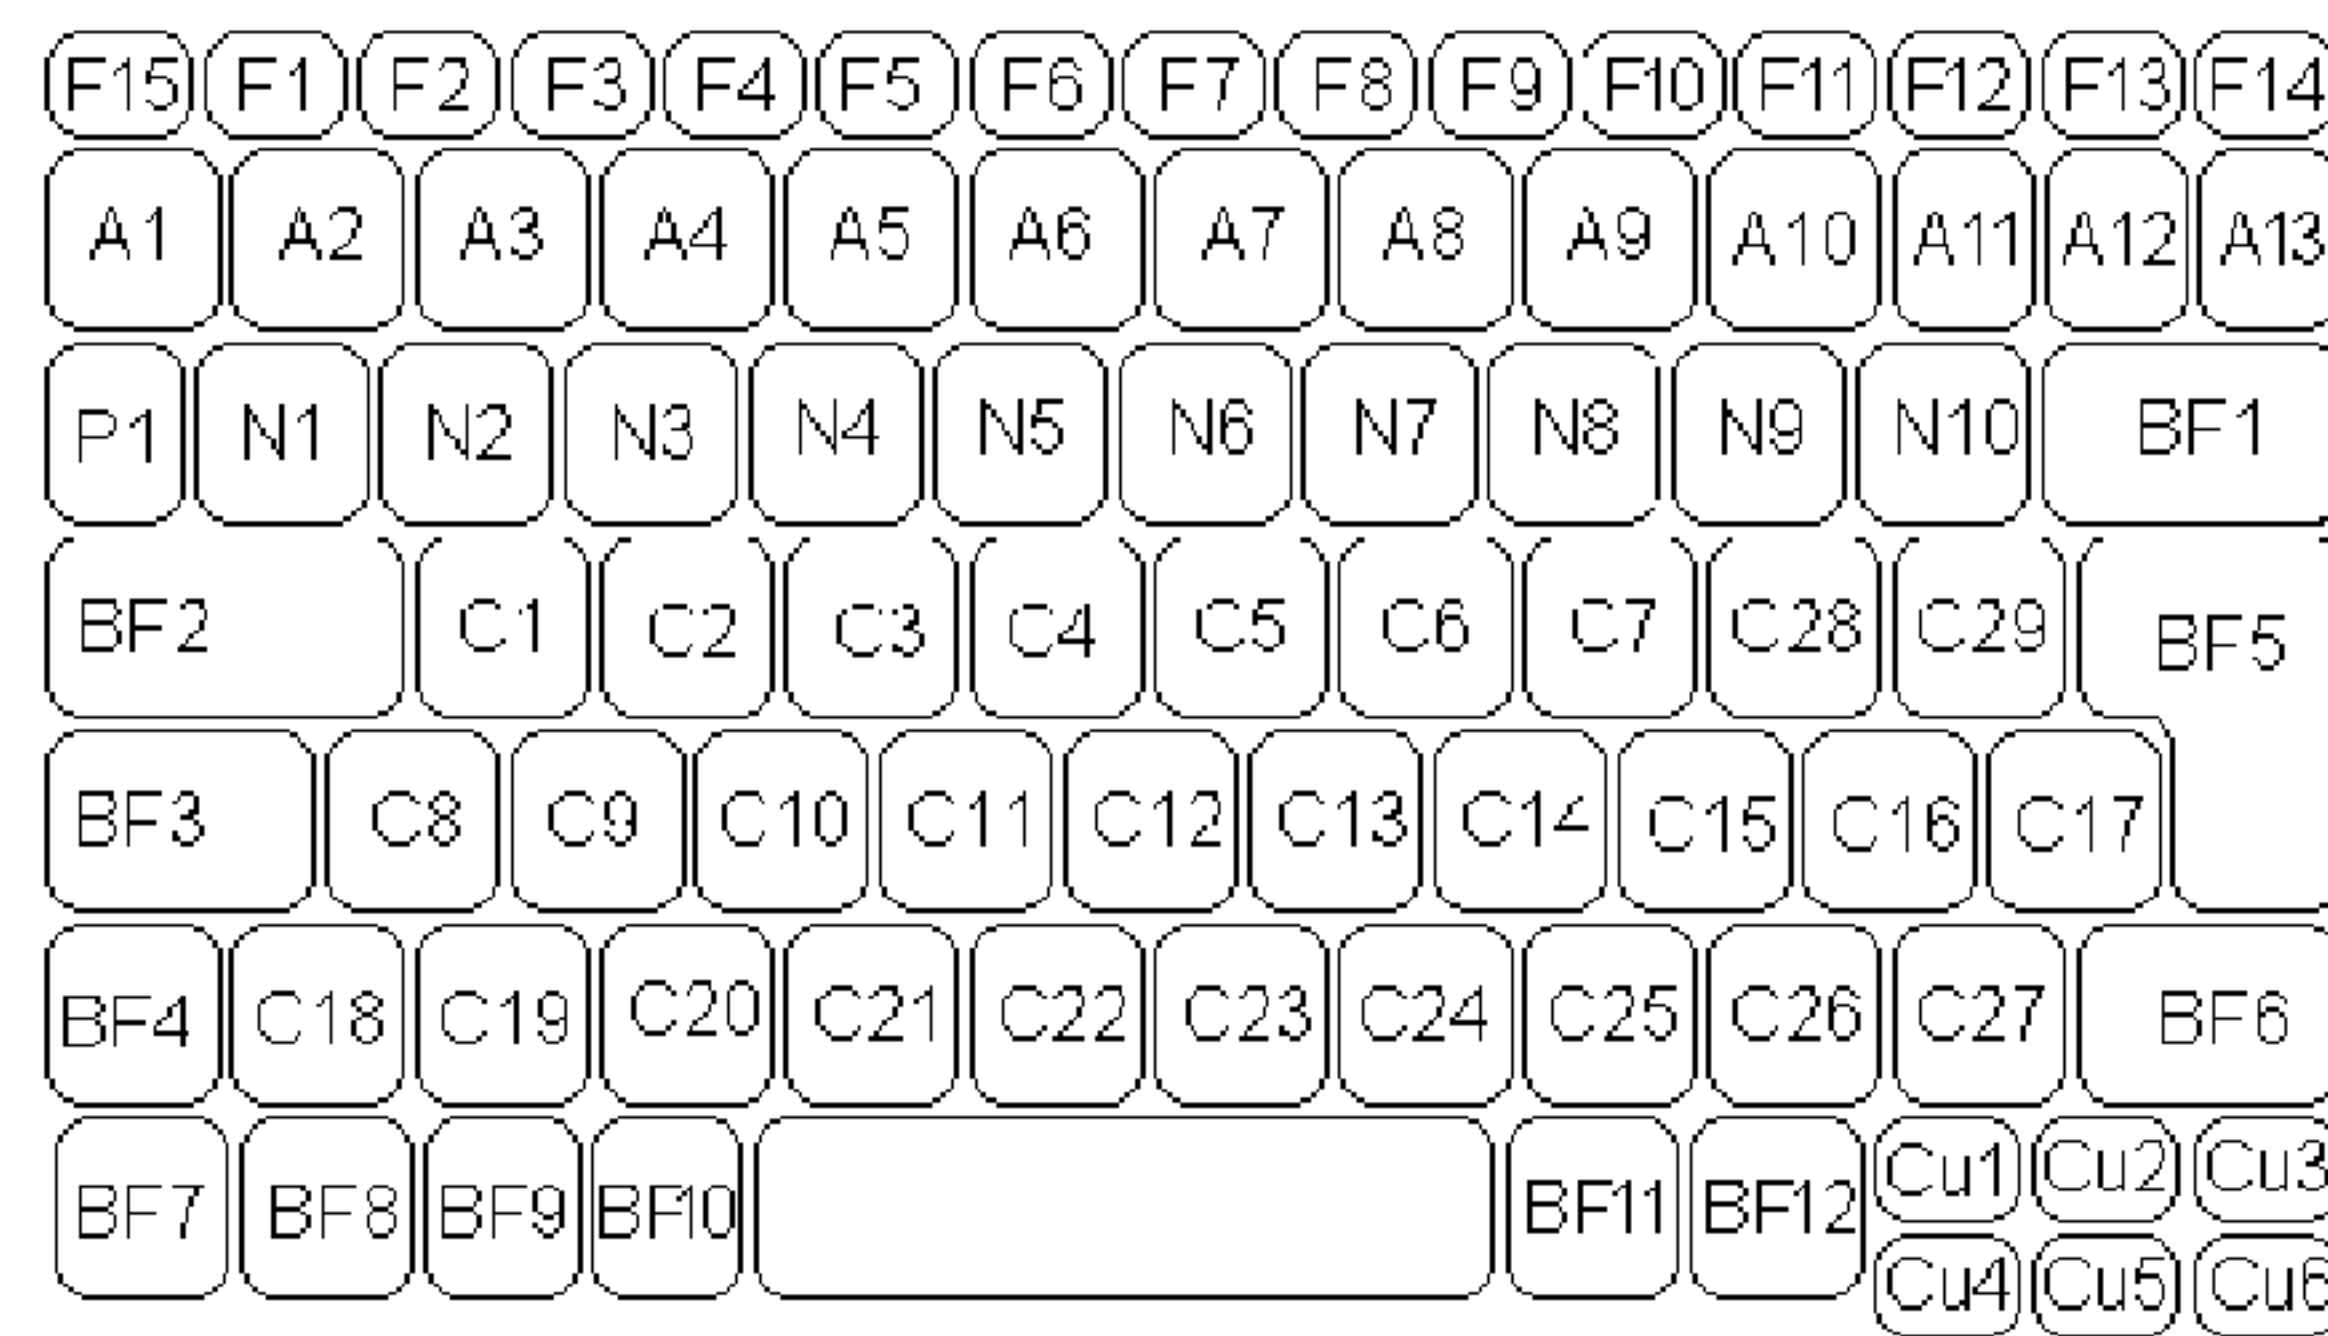 F15 F1 F2 F3 F4 F5 F6 F7 F8 F9 F10 F11 F12 F13 F14
A1 A2 A3 A4 A5 A6 A7 A8 A9 A10 A11 A12 A13
P1 N1 N2 N3 N4 N5 N6 N7 N8 N9 N10 BF1
BF2 C1 C2 C3 C4 C5 C6 C7 C28 C29 BF5
BF3 C8 C9 C10 C11 C12 C13 C14 C15 C16 C17
BF4 C18 C19 C20 C21 C22 C23 C24 C25 C26 C27 BF6
BF7 BF8 BF9 BF10 BF11 BF12 Cu1 Cu2 Cu3
Cu4 Cu5 Cu6